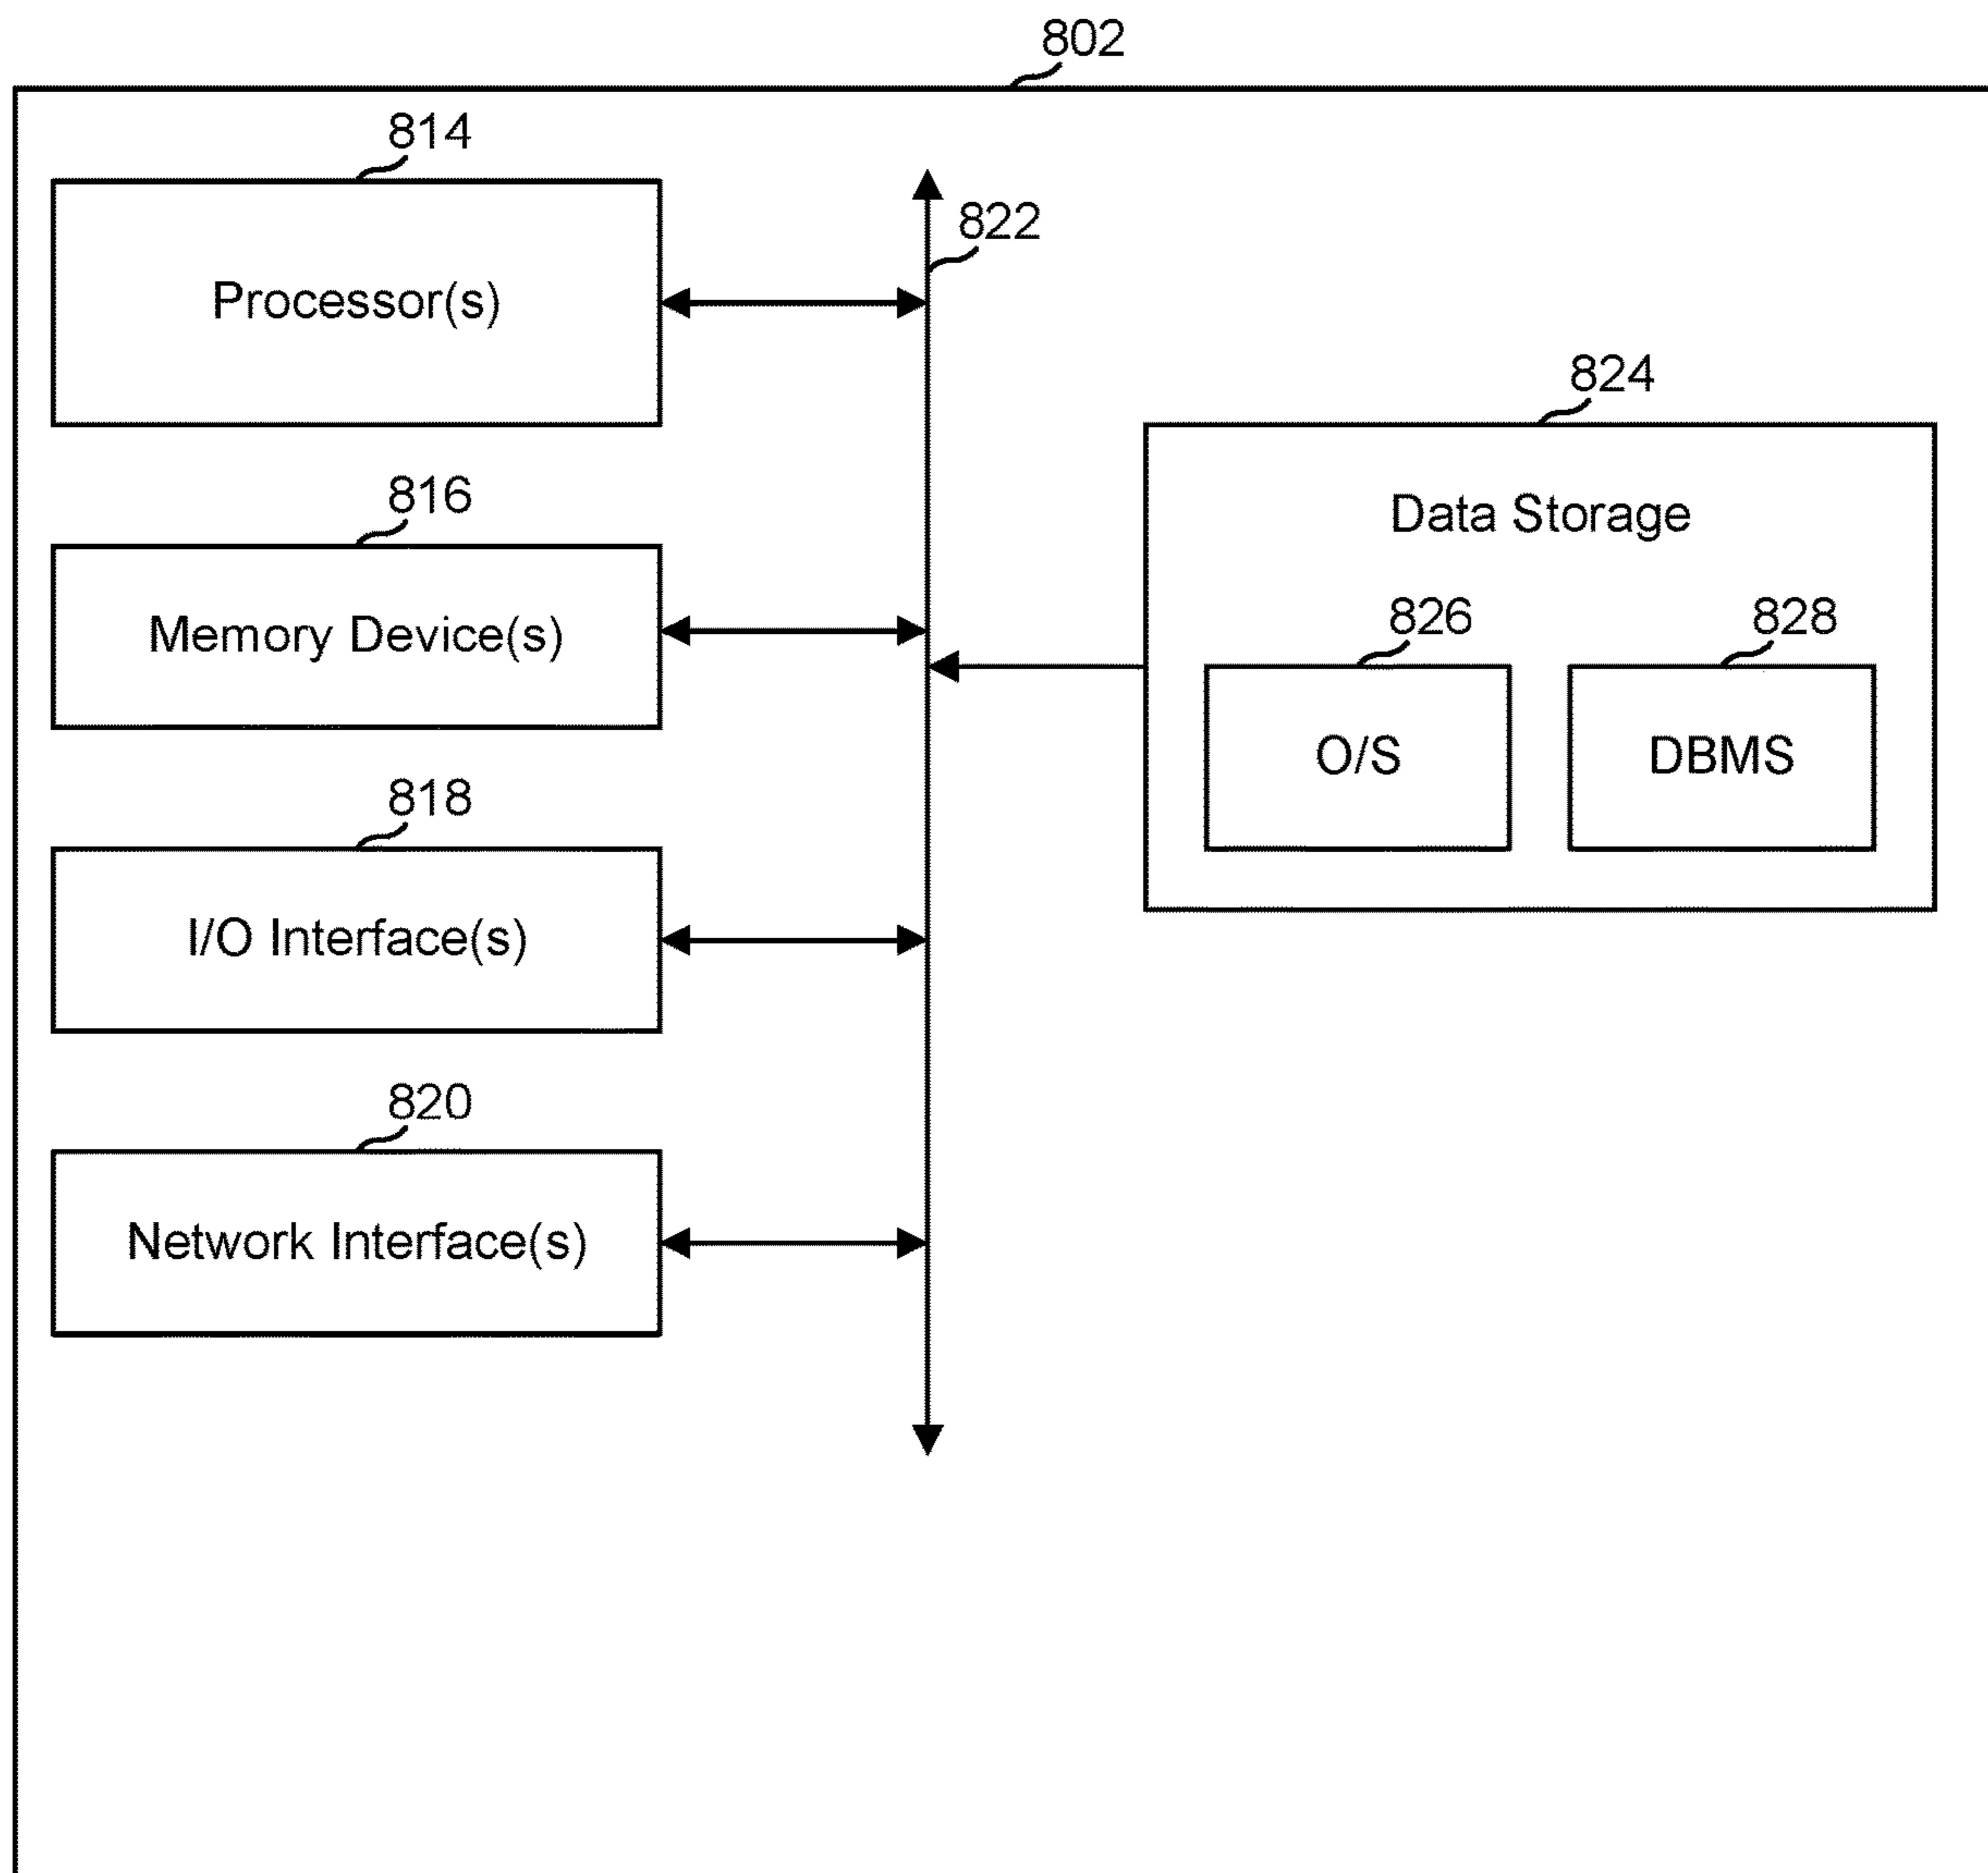 802
814
Processor(s)
822
824
Data Storage
816
Memory Device(s)
826
828
O/S
DBMS
818
I/O Interface(s)
820
Network Interface(s)